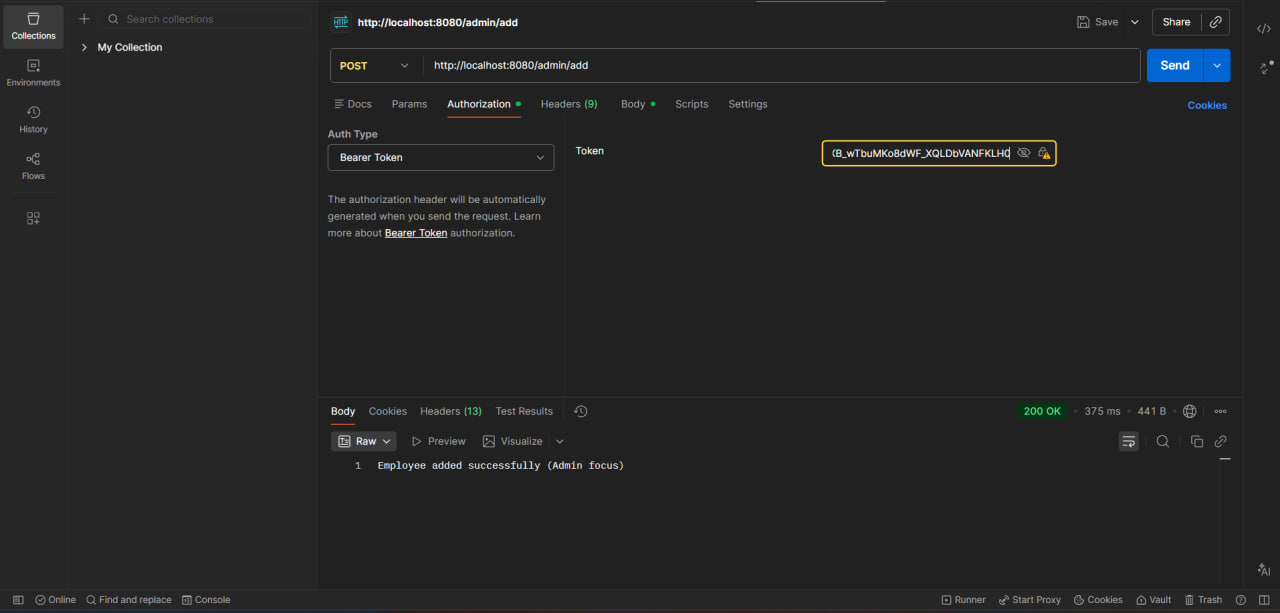 Collections
Environments
History
Flows
Search collections
My Collection
HTTP
http://localhost:8080/admin/add
Save
Share
POST
http://localhost:8080/admin/add
Send
Docs
Params
Authorization
Headers (9)
Body
Scripts
Settings
Cookies
Auth Type
Bearer Token
The authorization header will be automatically
generated when you send the request. Learn
more about Bearer Token authorization.
Token
B_wTbuMKo8dWF_XQLDbVANFKLH
Body
Cookies
Headers (13)
Test Results
200 OK
375 ms
441 B
Raw
Preview
Visualize
1
Employee added successfully (Admin focus)
AI
Online
Find and replace
Console
Runner
Start Proxy
Cookies
Vault
Trash